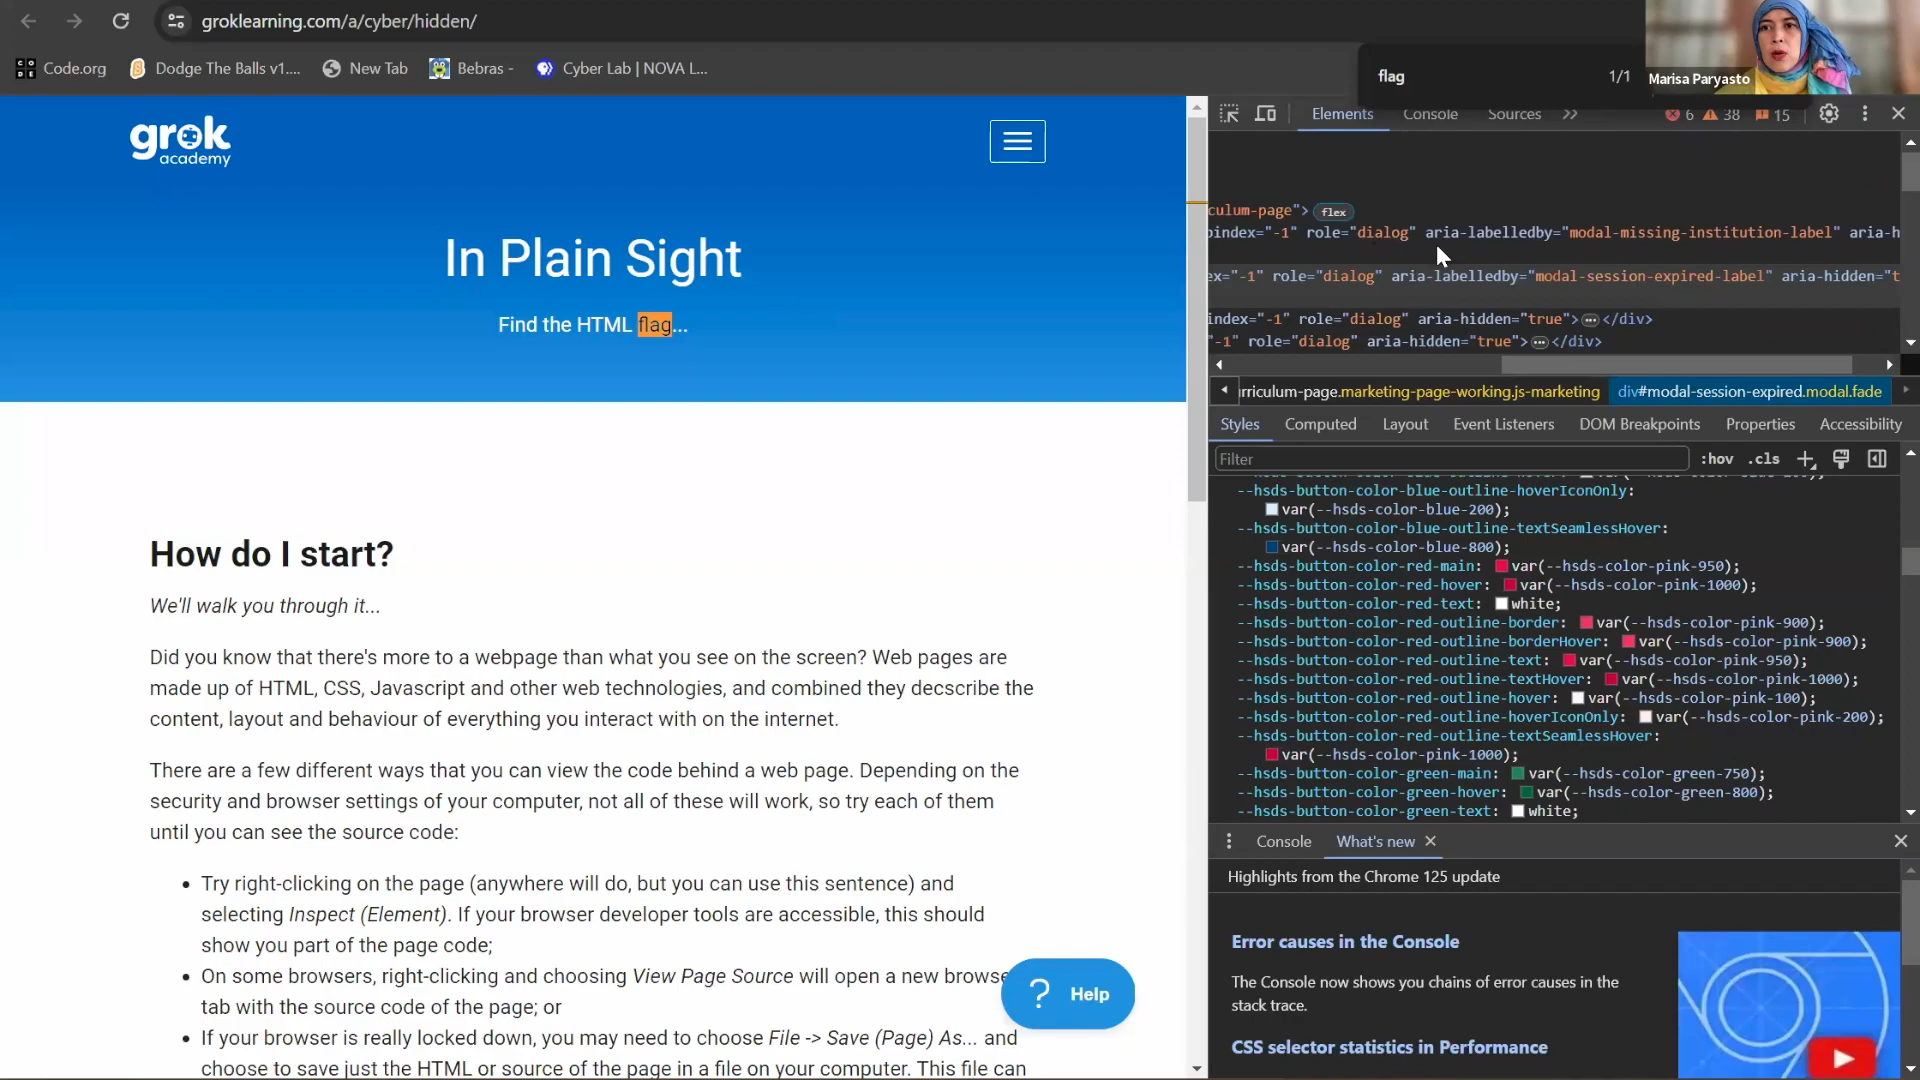 groklearning.com/a/cyber/hidden/
Code.org
Dodge The Balls v1....
New Tab
Bebras -
Cyber Lab | NOVA L...
flag
1/1
Marisa Paryasto
grok
academy
In Plain Sight
Find the HTML flag...
How do I start?
We'll walk you through it...
Did you know that there's more to a webpage than what you see on the screen? Web pages are
made up of HTML, CSS, Javascript and other web technologies, and combined they decscribe the
content, layout and behaviour of everything you interact with on the internet.
There are a few different ways that you can view the code behind a web page. Depending on the
security and browser settings of your computer, not all of these will work, so try each of them
until you can see the source code:
• Try right-clicking on the page (anywhere will do, but you can use this sentence) and
selecting Inspect (Element). If your browser developer tools are accessible, this should
show you part of the page code;
• On some browsers, right-clicking and choosing View Page Source will open a new browse
tab with the source code of the page; or
• If your browser is really locked down, you may need to choose File -> Save (Page) As... and
choose to save just the HTML or source of the page in a file on your computer. This file can
? Help
Elements
Console
Sources
6
38
15
culum-page"> flex
index="-1" role="dialog" aria-labelledby="modal-missing-institution-label" aria-h
ex="-1" role="dialog" aria-labelledby="modal-session-expired-label" aria-hidden="t
index="-1" role="dialog" aria-hidden="true">…</div>
"-1" role="dialog" aria-hidden="true">…</div>
rriculum-page.marketing-page-working.js-marketing
div#modal-session-expired.modal.fade
Styles
Computed
Layout
Event Listeners
DOM Breakpoints
Properties
Accessibility
Filter
:hov
.cls
--hsds-button-color-blue-outline-hoverIconOnly:
var(--hsds-color-blue-200);
--hsds-button-color-blue-outline-textSeamlessHover:
var(--hsds-color-blue-800);
--hsds-button-color-red-main: var(--hsds-color-pink-950);
--hsds-button-color-red-hover: var(--hsds-color-pink-1000);
--hsds-button-color-red-text: white;
--hsds-button-color-red-outline-border: var(--hsds-color-pink-900);
--hsds-button-color-red-outline-borderHover: var(--hsds-color-pink-900);
--hsds-button-color-red-outline-text: var(--hsds-color-pink-950);
--hsds-button-color-red-outline-textHover: var(--hsds-color-pink-1000);
--hsds-button-color-red-outline-hover: var(--hsds-color-pink-100);
--hsds-button-color-red-outline-hoverIconOnly: var(--hsds-color-pink-200);
--hsds-button-color-red-outline-textSeamlessHover:
var(--hsds-color-pink-1000);
--hsds-button-color-green-main: var(--hsds-color-green-750);
--hsds-button-color-green-hover: var(--hsds-color-green-800);
--hsds-button-color-green-text: white;
Console
What's new
Highlights from the Chrome 125 update
Error causes in the Console
The Console now shows you chains of error causes in the
stack trace.
CSS selector statistics in Performance